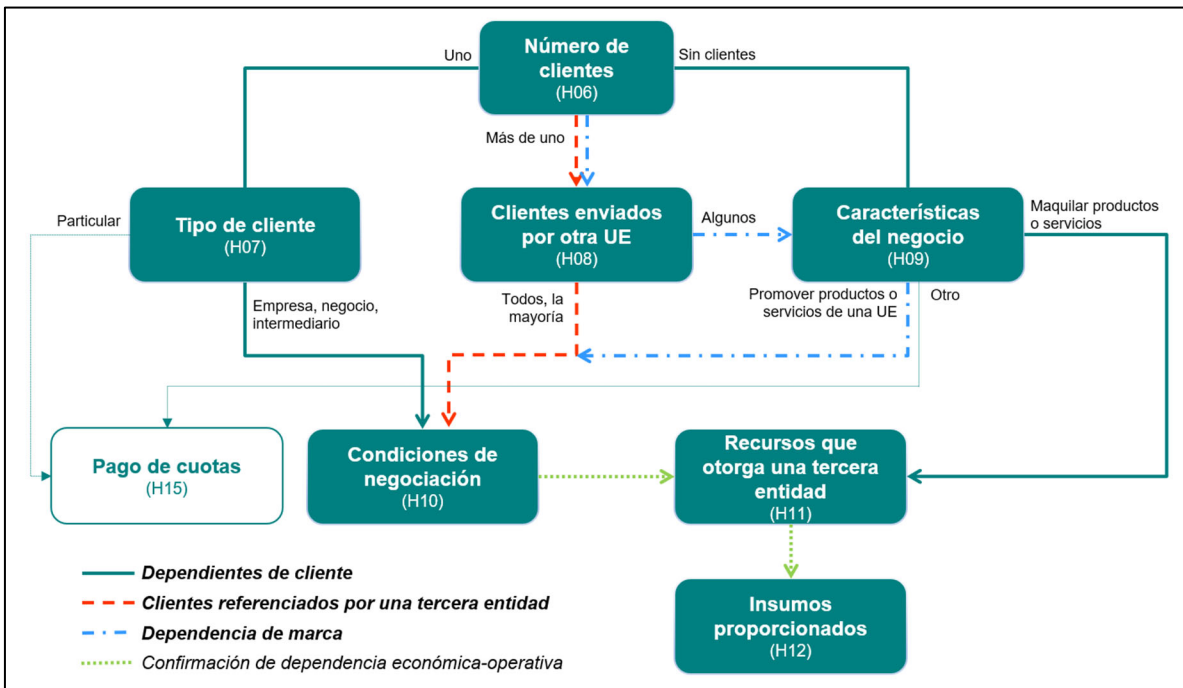 Número de
clientes
(H06)
Uno
Sin clientes
Más de uno
Tipo de cliente
(H07)
Particular
Clientes enviados
por otra UE
(H08)
Algunos
Características
del negocio
(H09)
Maquilar productos
o servicios
Empresa, negocio,
intermediario
Todos, la
mayoría
Promover productos o
servicios de una UE
Otro
Pago de cuotas
(H15)
Condiciones de
negociación
(H10)
Recursos que
otorga una tercera
entidad
(H11)
Insumos
proporcionados
(H12)
Dependientes de cliente
Clientes referenciados por una tercera entidad
Dependencia de marca
Confirmación de dependencia económica-operativa